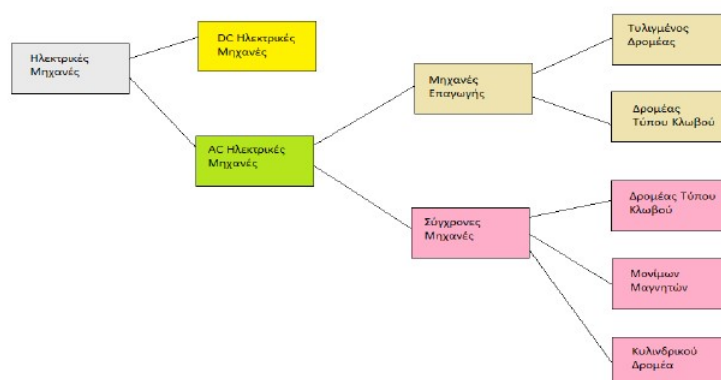 Ηλεκτρικές
Μηχανές
DC Ηλεκτρικές
Μηχανές
AC Ηλεκτρικές
Μηχανές
Μηχανές
Επαγωγής
Τυλιγμένος
Δρομέας
Δρομέας
Τύπου Κλωβού
Σύγχρονες
Μηχανές
Δρομέας Τύπου
Κλωβού
Μονίμων
Μαγνητών
Κυλινδρικού
Δρομέα